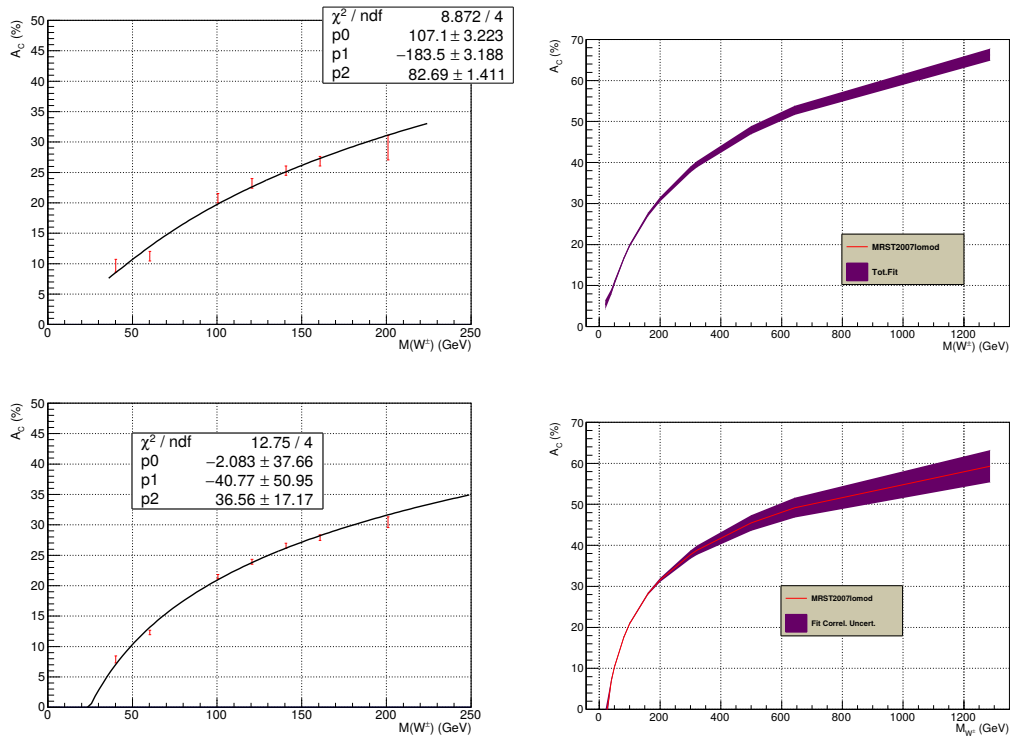 χ² / ndf 8.872 / 4
p0 107.1 ± 3.223
p1 −183.5 ± 3.188
p2 82.69 ± 1.411
A_C (%)
50
45
40
35
30
25
20
15
10
5
0
0 50 100 150 200 250
M(W^±) (GeV)
A_C (%)
70
60
50
40
30
20
10
0
MRST2007lomod
Tot.Fit
0 200 400 600 800 1000 1200
M(W^±) (GeV)
A_C (%)
50
45
40
35
30
25
20
15
10
5
0
χ² / ndf 12.75 / 4
p0 −2.083 ± 37.66
p1 −40.77 ± 50.95
p2 36.56 ± 17.17
0 50 100 150 200 250
M(W^±) (GeV)
A_C (%)
70
60
50
40
30
20
10
0
MRST2007lomod
Fit Correl. Uncert.
0 200 400 600 800 1000 1200
M_W^± (GeV)